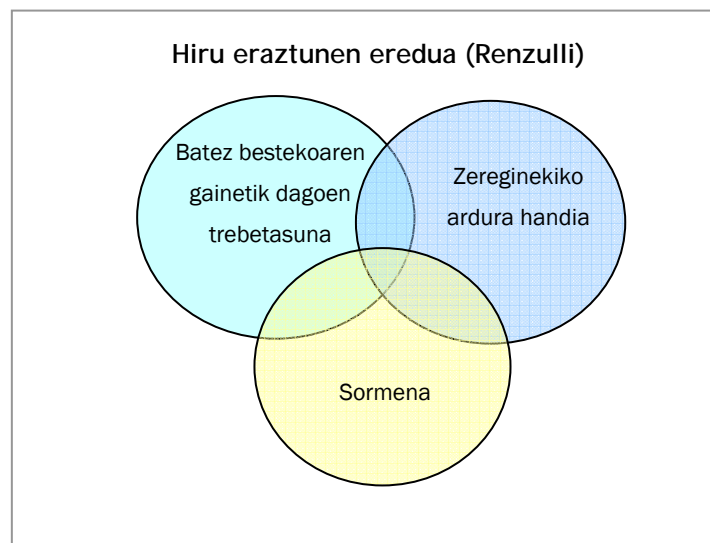 Hiru eraztunen eredua (Renzulli)
Batez bestekoaren
gainetik dagoen
trebetasuna
Zereginekiko
ardura handia
Sormena